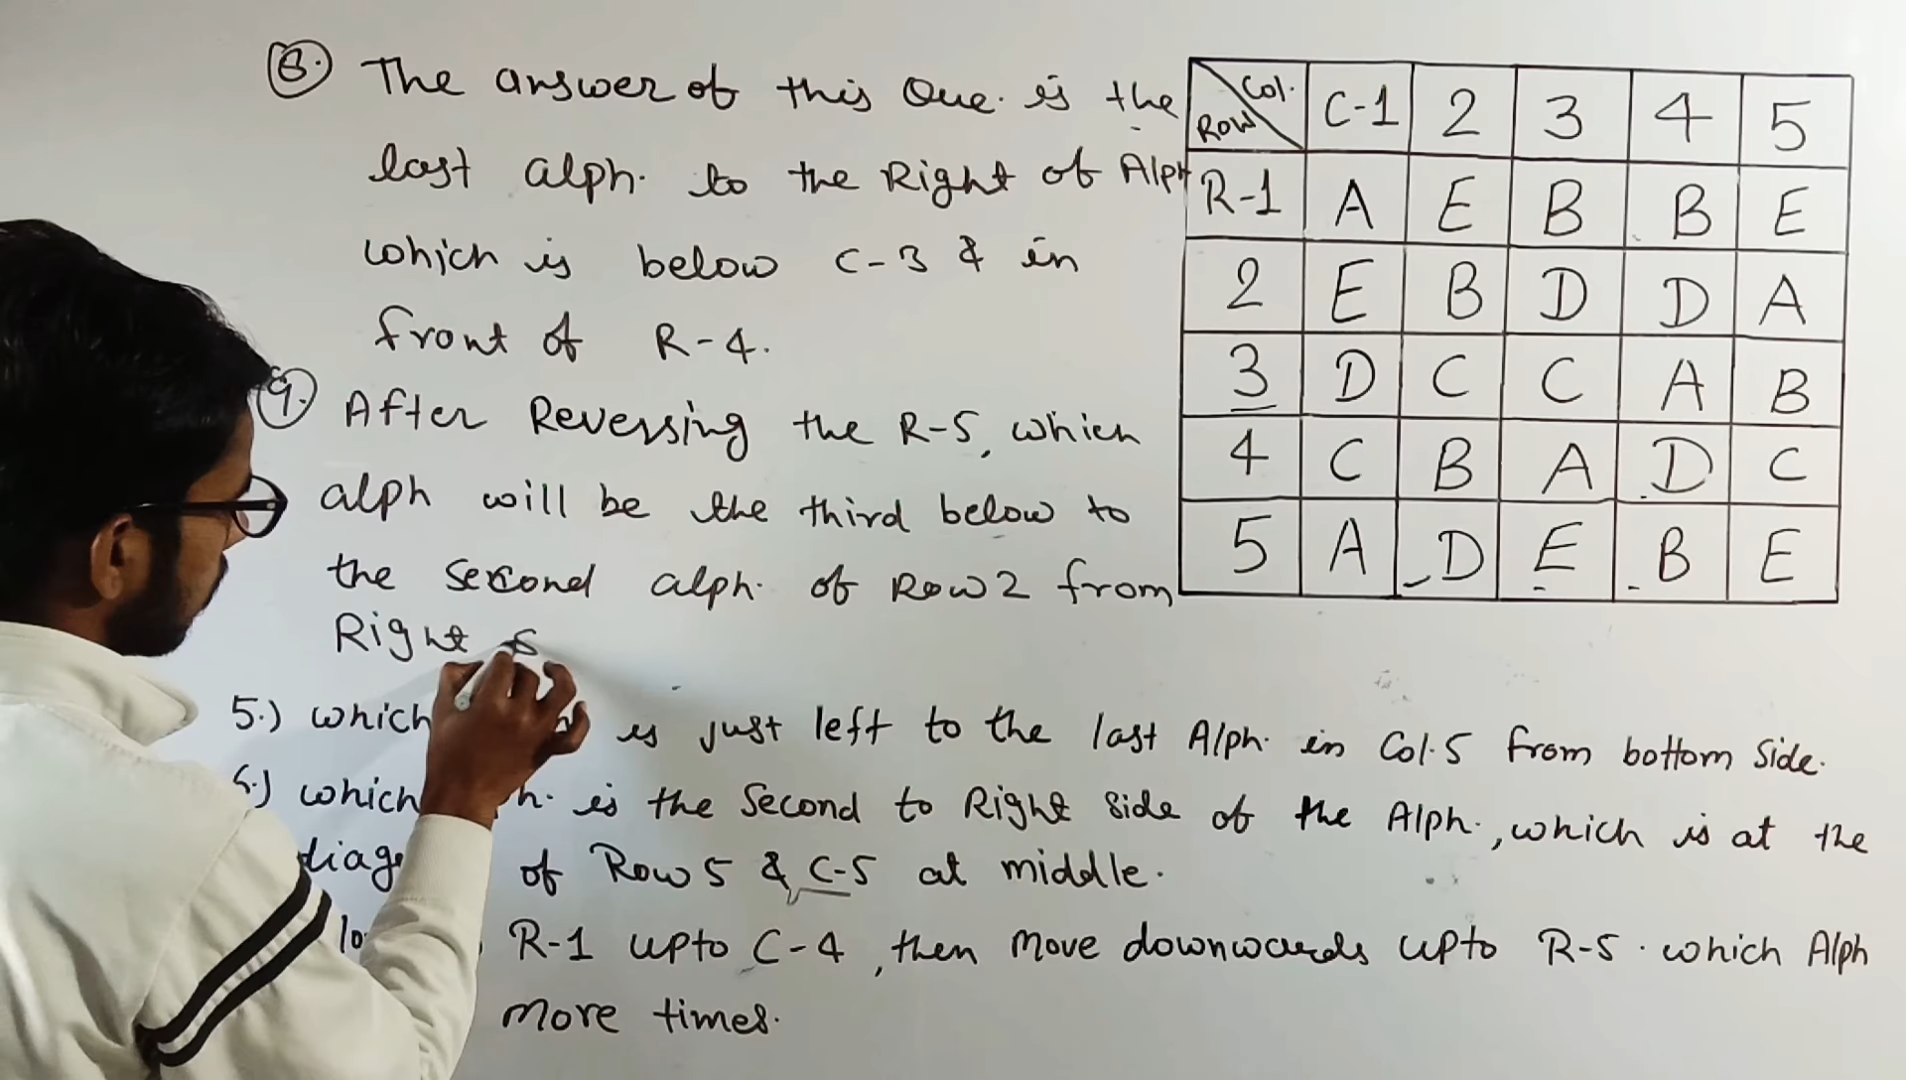 8. The answer of this Que. is the
last alph. to the Right of Alph
which is below C-3 & in
front of R-4.
9. After Reversing the R-5, which
alph will be the third below to
the second alph. of Row 2 from
Right s
5.) which is just left to the last Alph. in Col.5 from bottom side.
which h. is the second to Right side of the Alph., which is at the
diag of Row 5 & C-5 at middle.
R-1 upto C-4, then move downwards upto R-5. which Alph
more times.
Col. Row C-1 2 3 4 5
R-1 A E B B E
2 E B D D A
3 D C C A B
4 C B A D C
5 A D E B E